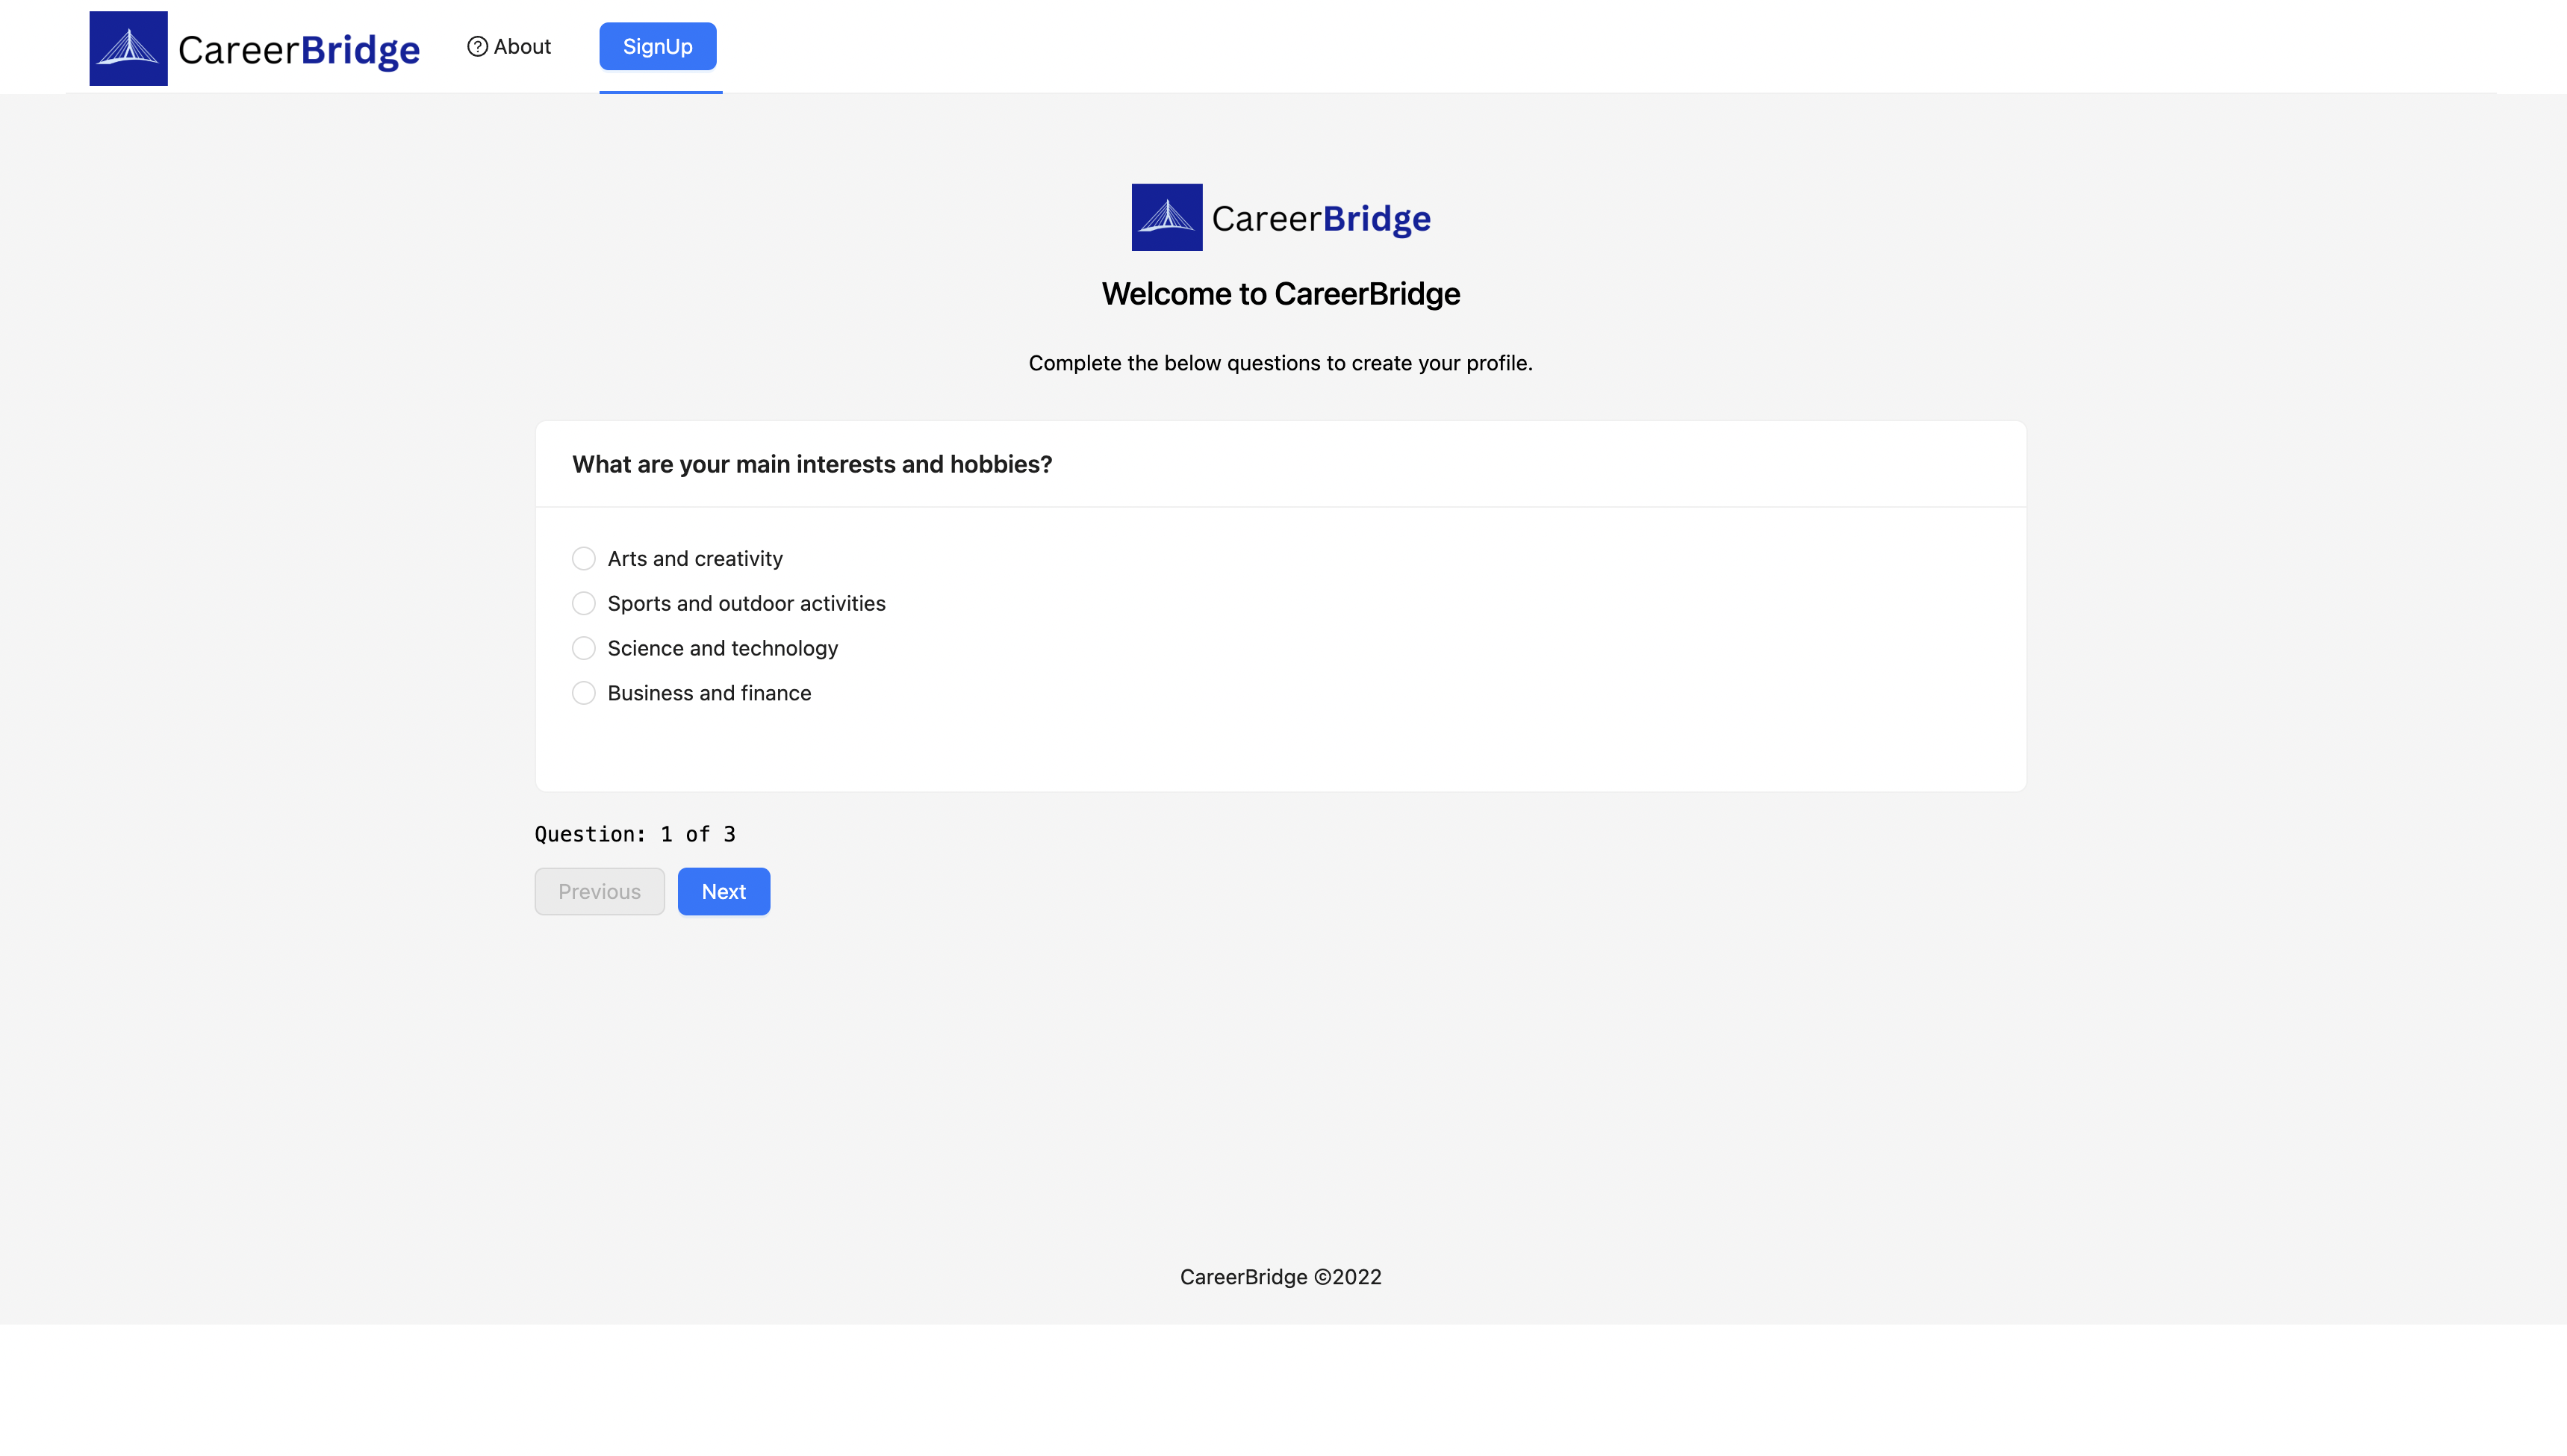 CareerBridge About SignUp
CareerBridge
Welcome to CareerBridge
Complete the below questions to create your profile.
What are your main interests and hobbies?
Arts and creativity
Sports and outdoor activities
Science and technology
Business and finance
Question: 1 of 3
Previous Next
CareerBridge ©2022